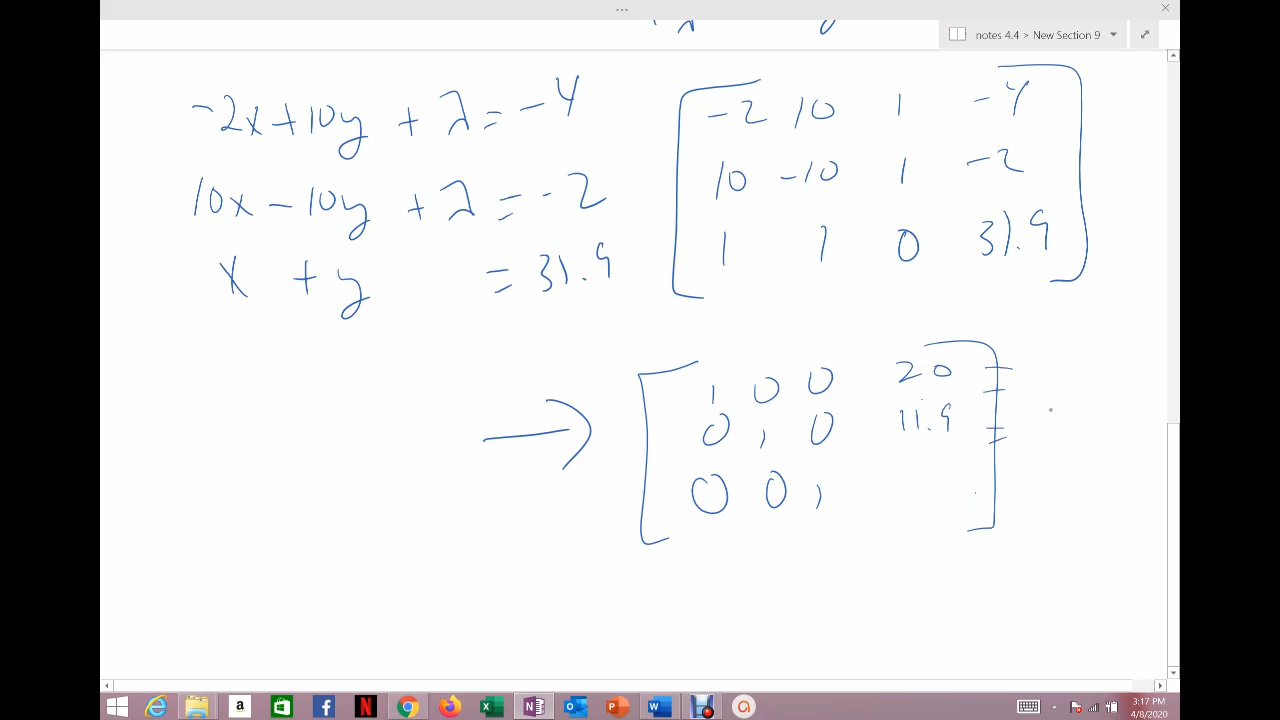 notes 4.4 > New Section 9
-2x+10y + λ = -4
10x - 10y + λ = -2
x + y = 31.9
-2 10 1 -4
10 -10 1 -2
1 1 0 31.9
1 0 0 20
0 1 0 11.9
0 0 1
3:17 PM
4/8/2020